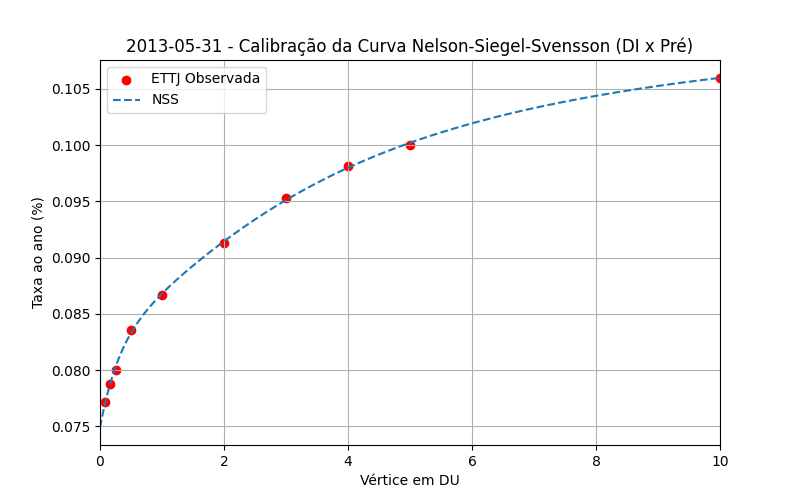 2013-05-31 - Calibração da Curva Nelson-Siegel-Svensson (DI x Pré)
ETTJ Observada
NSS
Taxa ao ano (%)
0.105
0.100
0.095
0.090
0.085
0.080
0.075
0 2 4 6 8 10
Vértice em DU